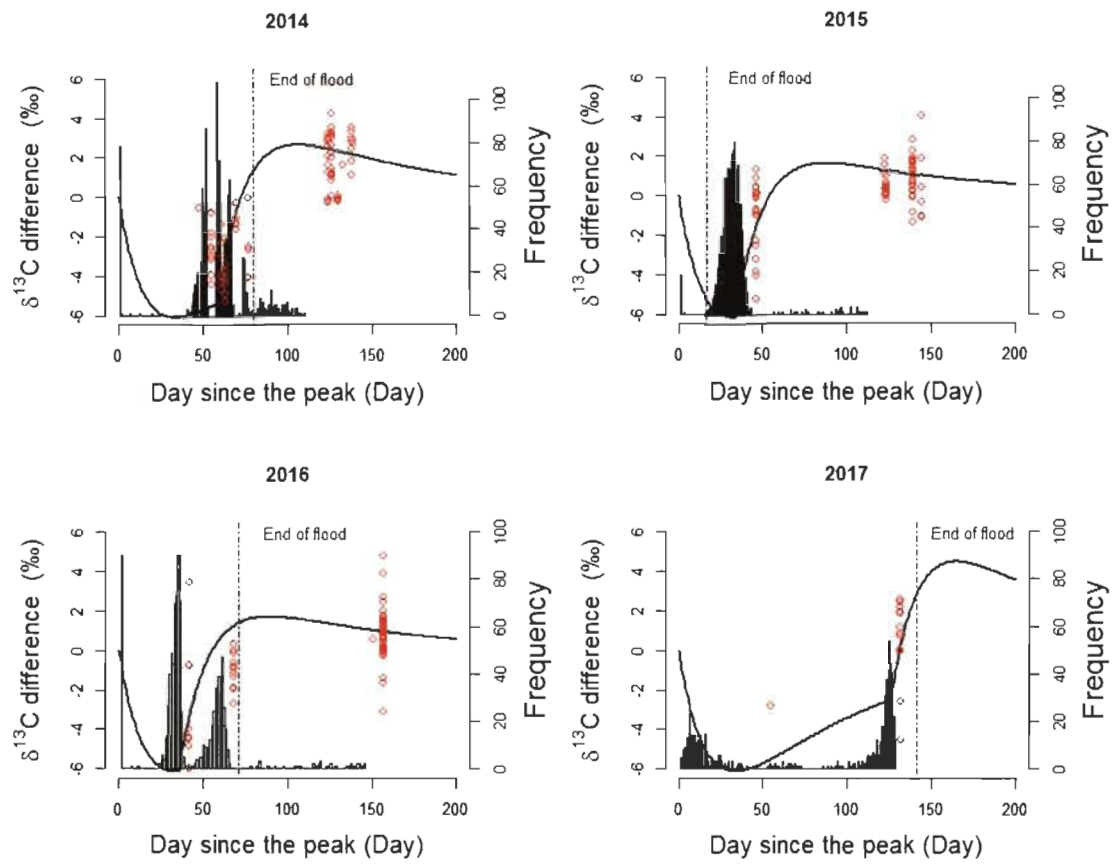 2014
2015
6
4
2
0
-2
-4
-6
δ¹³C difference (‰)
End of flood
100
80
60
40
20
0
Frequency
0 50 100 150 200
Day since the peak (Day)
6
4
2
0
-2
-4
-6
δ¹³C difference (‰)
End of flood
100
80
60
40
20
0
Frequency
0 50 100 150 200
Day since the peak (Day)
2016
2017
6
4
2
0
-2
-4
-6
δ¹³C difference (‰)
End of flood
100
80
60
40
20
0
Frequency
0 50 100 150 200
Day since the peak (Day)
6
4
2
0
-2
-4
-6
δ¹³C difference (‰)
End of flood
100
80
60
40
20
0
Frequency
0 50 100 150 200
Day since the peak (Day)